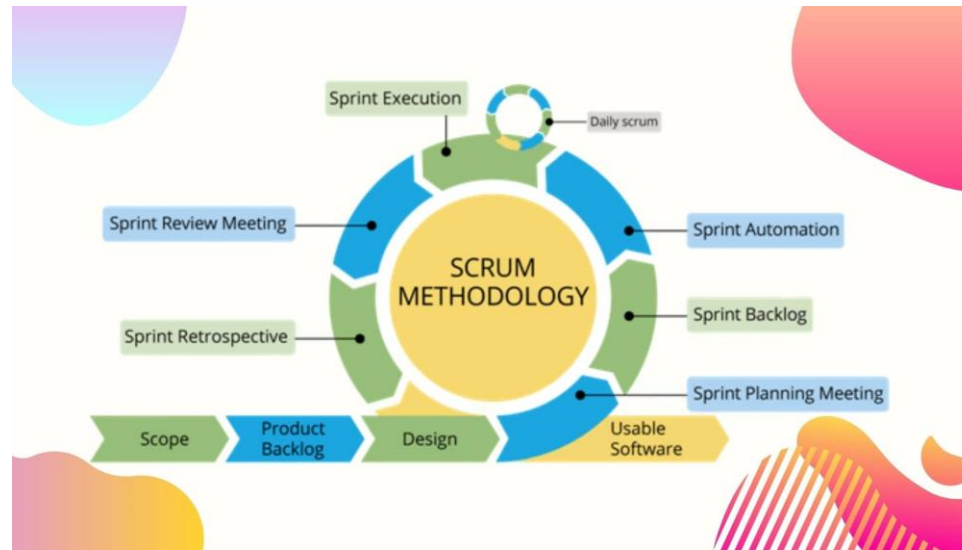 Sprint Execution
Daily scrum
Sprint Review Meeting
Sprint Automation
SCRUM
METHODOLOGY
Sprint Backlog
Sprint Retrospective
Sprint Planning Meeting
Scope
Product
Backlog
Design
Usable
Software